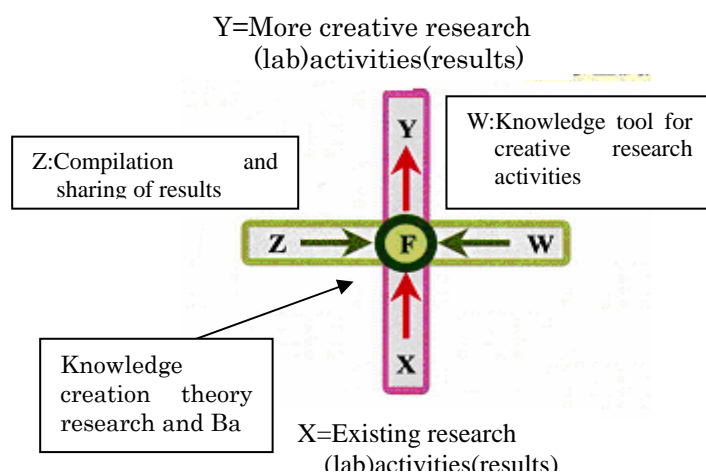 Y=More creative research
(lab)activities(results)
Y
W:Knowledge tool for
creative research
activities
Z:Compilation and
sharing of results
Z
F
W
X
Knowledge
creation theory
research and Ba
X=Existing research
(lab)activities(results)